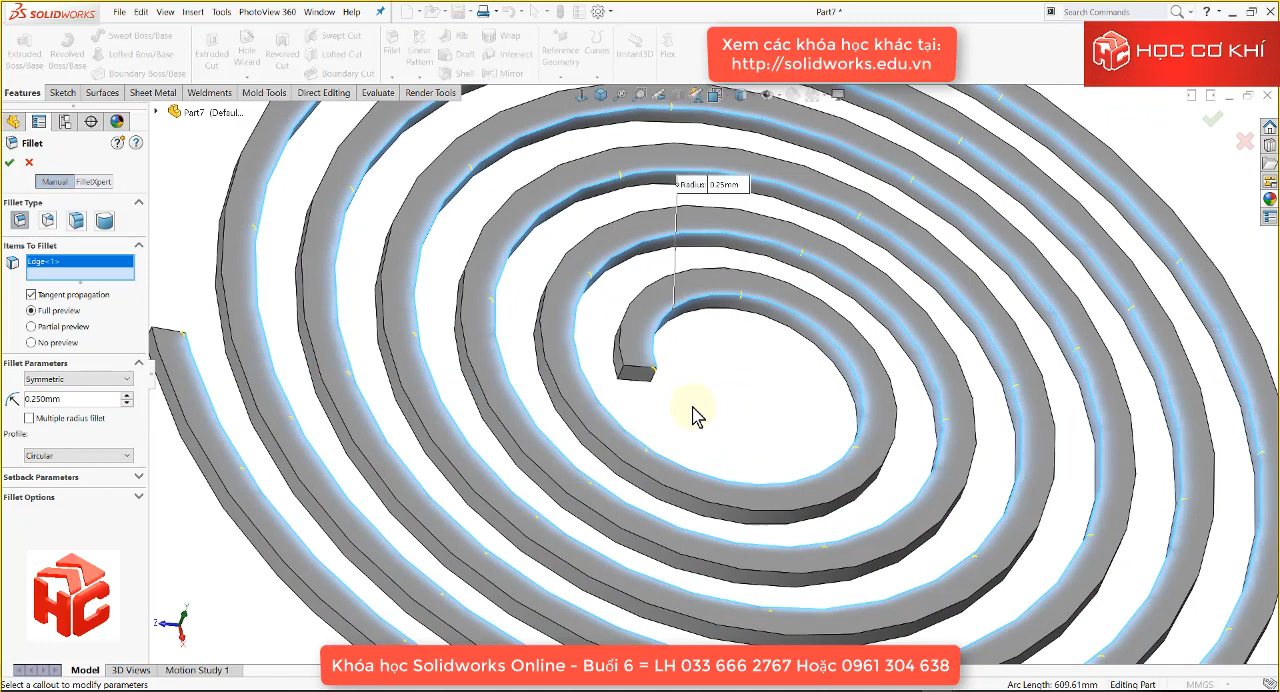 SOLIDWORKS File Edit View Insert Tools PhotoView 360 Window Help Part7 * Search Commands
Extruded Boss/Base
Revolved Boss/Base
Swept Boss/Base
Lofted Boss/Base
Boundary Boss/Base
Extruded Cut
Hole Wizard
Revolved Cut
Swept Cut
Lofted Cut
Boundary Cut
Fillet
Linear Pattern
Rib
Draft
Shell
Wrap
Intersect
Mirror
Reference Geometry
Curves
Instant3D
Flex
Xem các khóa học khác tại:
http://solidworks.edu.vn
HỌC CƠ KHÍ
Features Sketch Surfaces Sheet Metal Weldments Mold Tools Direct Editing Evaluate Render Tools
Part7 (Defaul...
Fillet
Manual FilletXpert
Fillet Type
Items To Fillet
Edge<1>
Tangent propagation
Full preview
Partial preview
No preview
Fillet Parameters
Symmetric
0.250mm
Multiple radius fillet
Profile:
Circular
Setback Parameters
Fillet Options
Radius: 0.25mm
HC
Y
Z
X
Khóa học Solidworks Online - Buổi 6 = LH 033 666 2767 Hoặc 0961 304 638
Model 3D Views Motion Study 1
Select a callout to modify parameters Arc Length: 609.61mm Editing Part MMGS